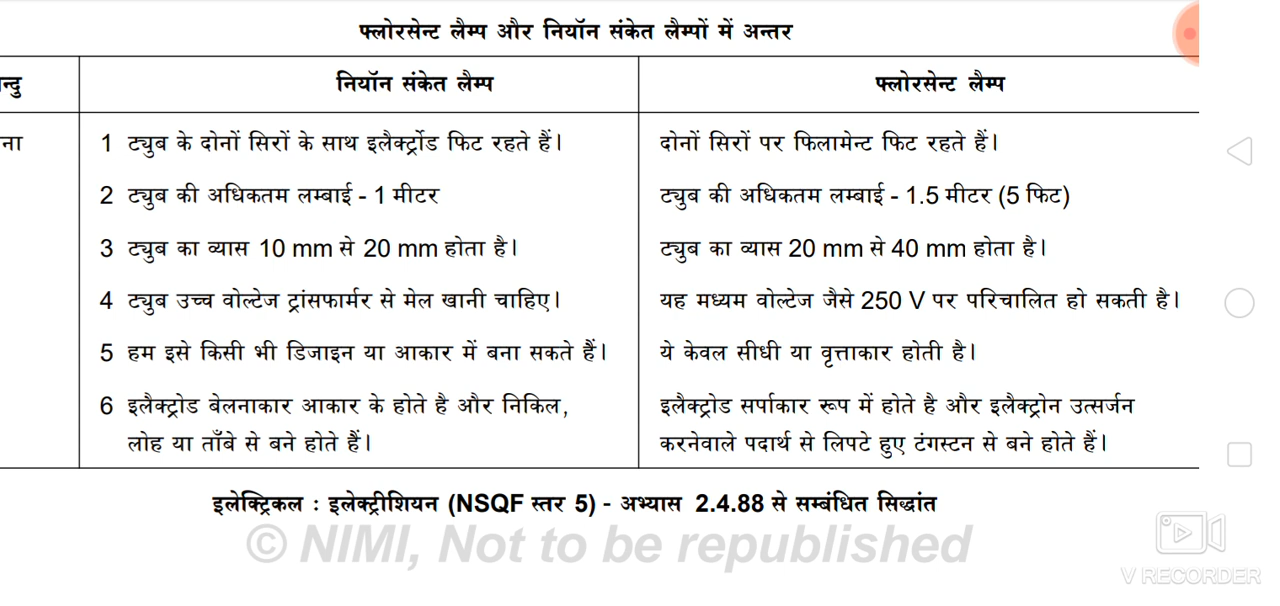 फ्लोरसेन्ट लैम्प और नियॉन संकेत लैम्पों में अन्तर
न्दु नियॉन संकेत लैम्प फ्लोरसेन्ट लैम्प
ना 1 ट्युब के दोनों सिरों के साथ इलैक्ट्रोंड फिट रहते हैं। दोनों सिरों पर फिलामेन्ट फिट रहते हैं।
2 ट्युब की अधिकतम लम्बाई - 1 मीटर ट्युब की अधिकतम लम्बाई - 1.5 मीटर (5 फिट)
3 ट्युब का व्यास 10 mm से 20 mm होता है। ट्युब का व्यास 20 mm से 40 mm होता है।
4 ट्युब उच्च वोल्टेज ट्रांसफार्मर से मेल खानी चाहिए। यह मध्यम वोल्टेज जैसे 250 V पर परिचालित हो सकती है।
5 हम इसे किसी भी डिजाइन या आकार में बना सकते हैं। ये केवल सीधी या वृत्ताकार होती है।
6 इलैक्ट्रोड बेलनाकार आकार के होते है और निकिल, इलैक्ट्रोड सर्पाकार रूप में होते है और इलैक्ट्रोन उत्सर्जन
लोह या ताँबे से बने होते हैं। करनेवाले पदार्थ से लिपटे हुए टंगस्टन से बने होते हैं।
इलेक्ट्रिकल : इलेक्ट्रीशियन (NSQF स्तर 5) - अभ्यास 2.4.88 से सम्बंधित सिद्धांत
© NIMI, Not to be republished
V RECORDER